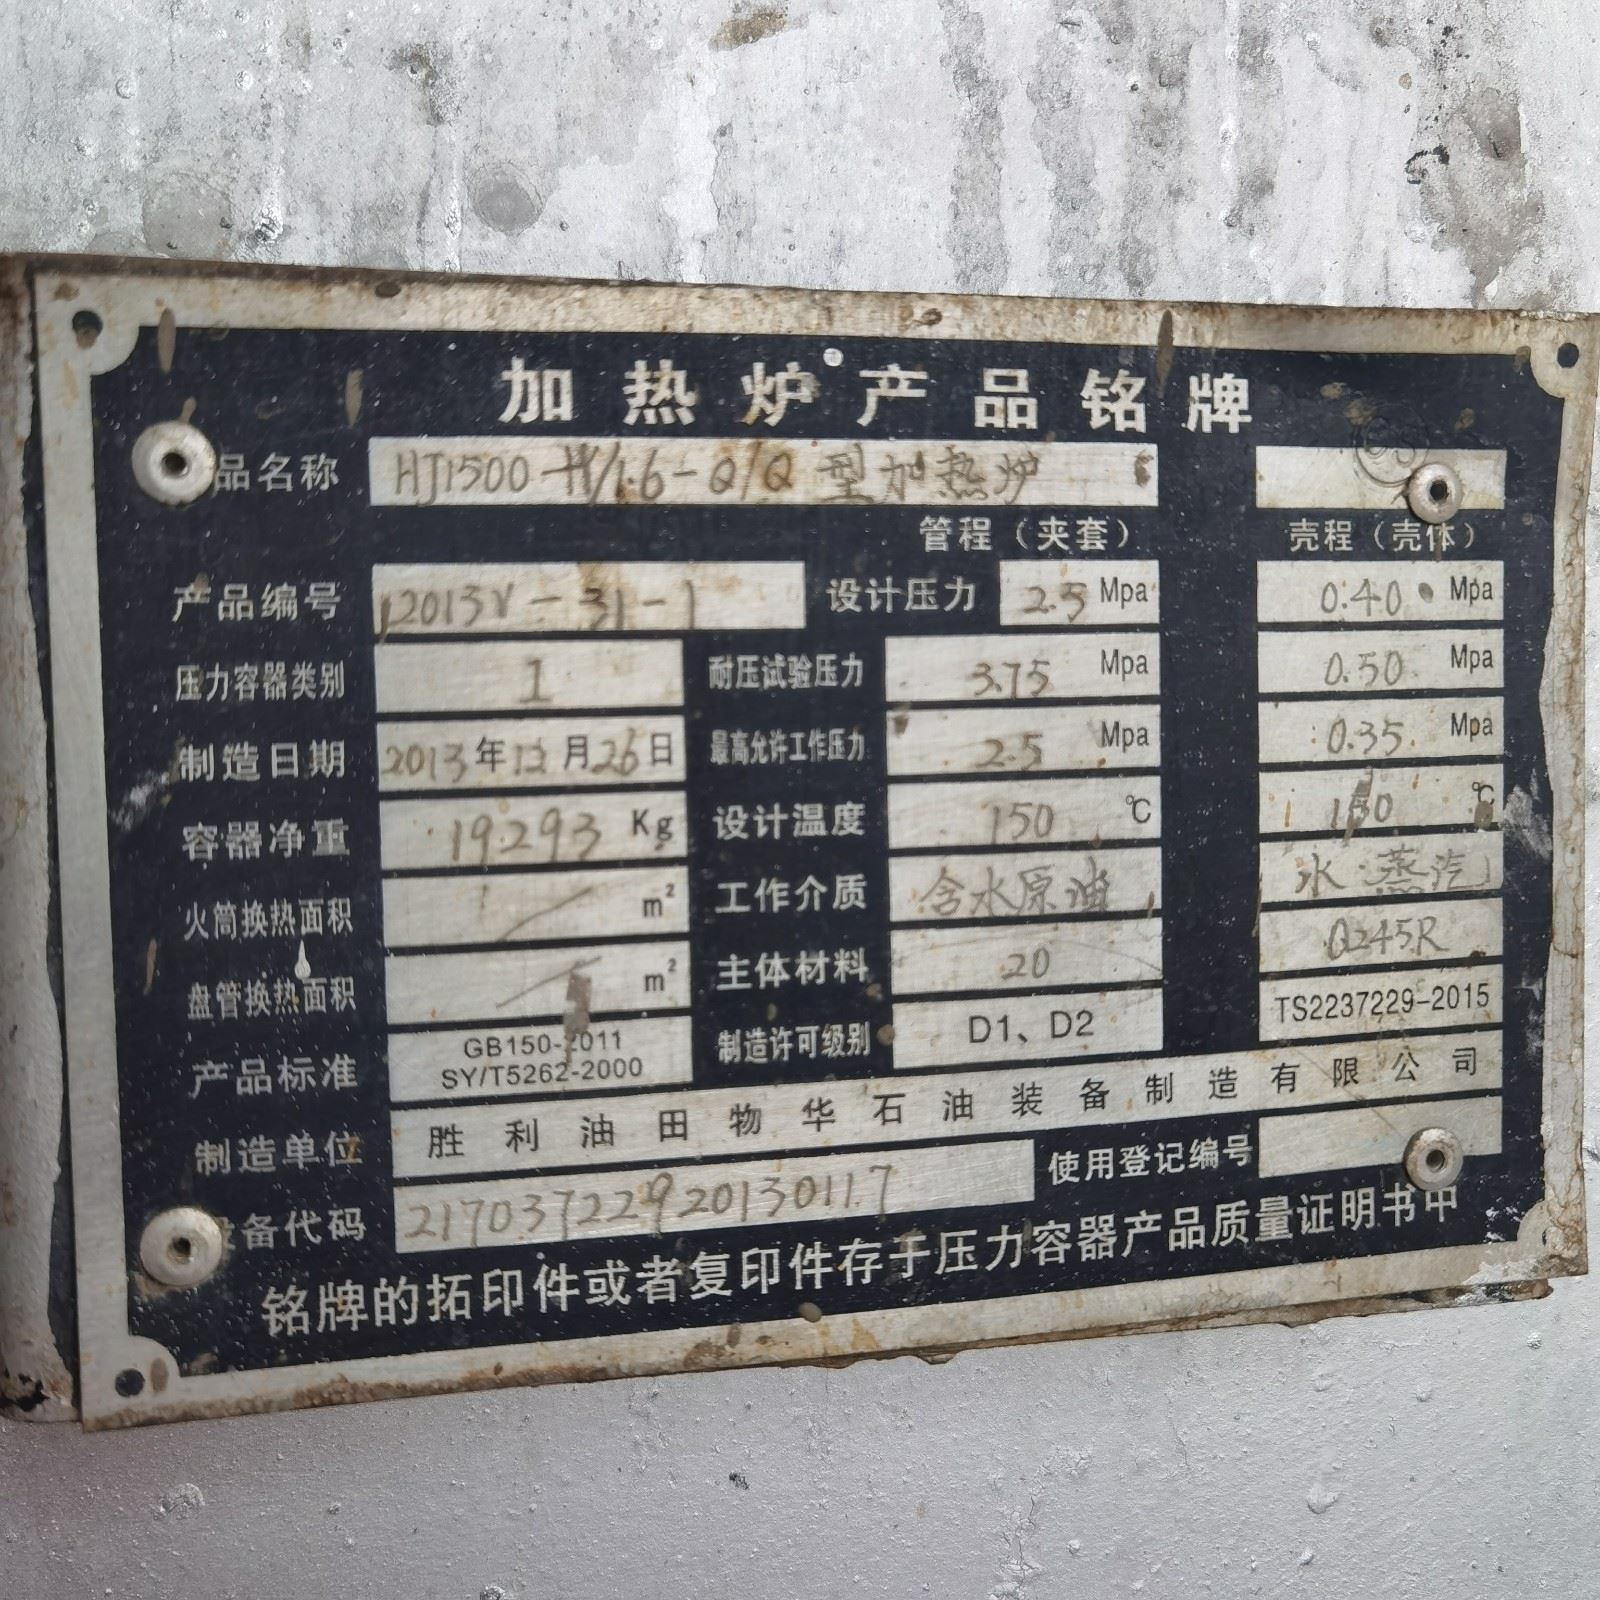 加热炉产品铭牌
品名称 HJ1500-H/1.6-Q/Q 型加热炉
管程（夹套） 壳程（壳体）
产品编号 2013V-31-1 设计压力 2.5 Mpa 0.40 Mpa
压力容器类别 I 耐压试验压力 3.75 Mpa 0.50 Mpa
制造日期 2013年12月26日 最高允许工作压力 2.5 Mpa 0.35 Mpa
容器净重 19293 Kg 设计温度 150 ℃ 150 ℃
火筒换热面积 / m² 工作介质 含水原油 水.蒸汽
盘管换热面积 / m² 主体材料 20 Q245R
产品标准 GB150-2011 SY/T5262-2000 制造许可级别 D1、D2 TS2237229-2015
制造单位 胜利油田物华石油装备制造有限公司
设备代码 21703722920130117 使用登记编号
铭牌的拓印件或者复印件存于压力容器产品质量证明书中